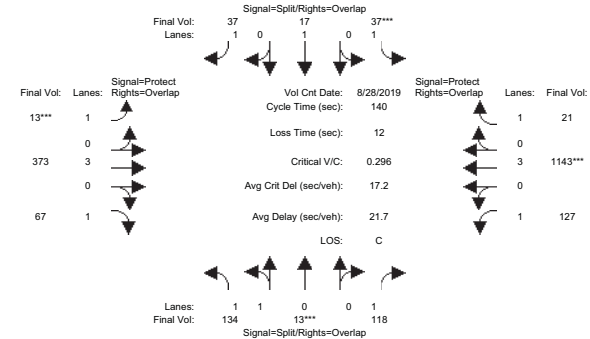 Signal=Split/Rights=Overlap
Final Vol: 37 17 37***
Lanes: 1 0 1 0 1
Signal=Protect Signal=Protect
Final Vol: Lanes: Rights=Overlap Vol Cnt Date: 8/28/2019 Rights=Overlap Lanes: Final Vol:
Cycle Time (sec): 140
13*** 1 1 21
Loss Time (sec): 12
0 0
373 3 Critical V/C: 0.296 3 1143***
0 Avg Crit Del (sec/veh): 17.2 0
67 1 Avg Delay (sec/veh): 21.7 1 127
LOS: C
Lanes: 1 1 0 0 1
Final Vol: 134 13*** 118
Signal=Split/Rights=Overlap